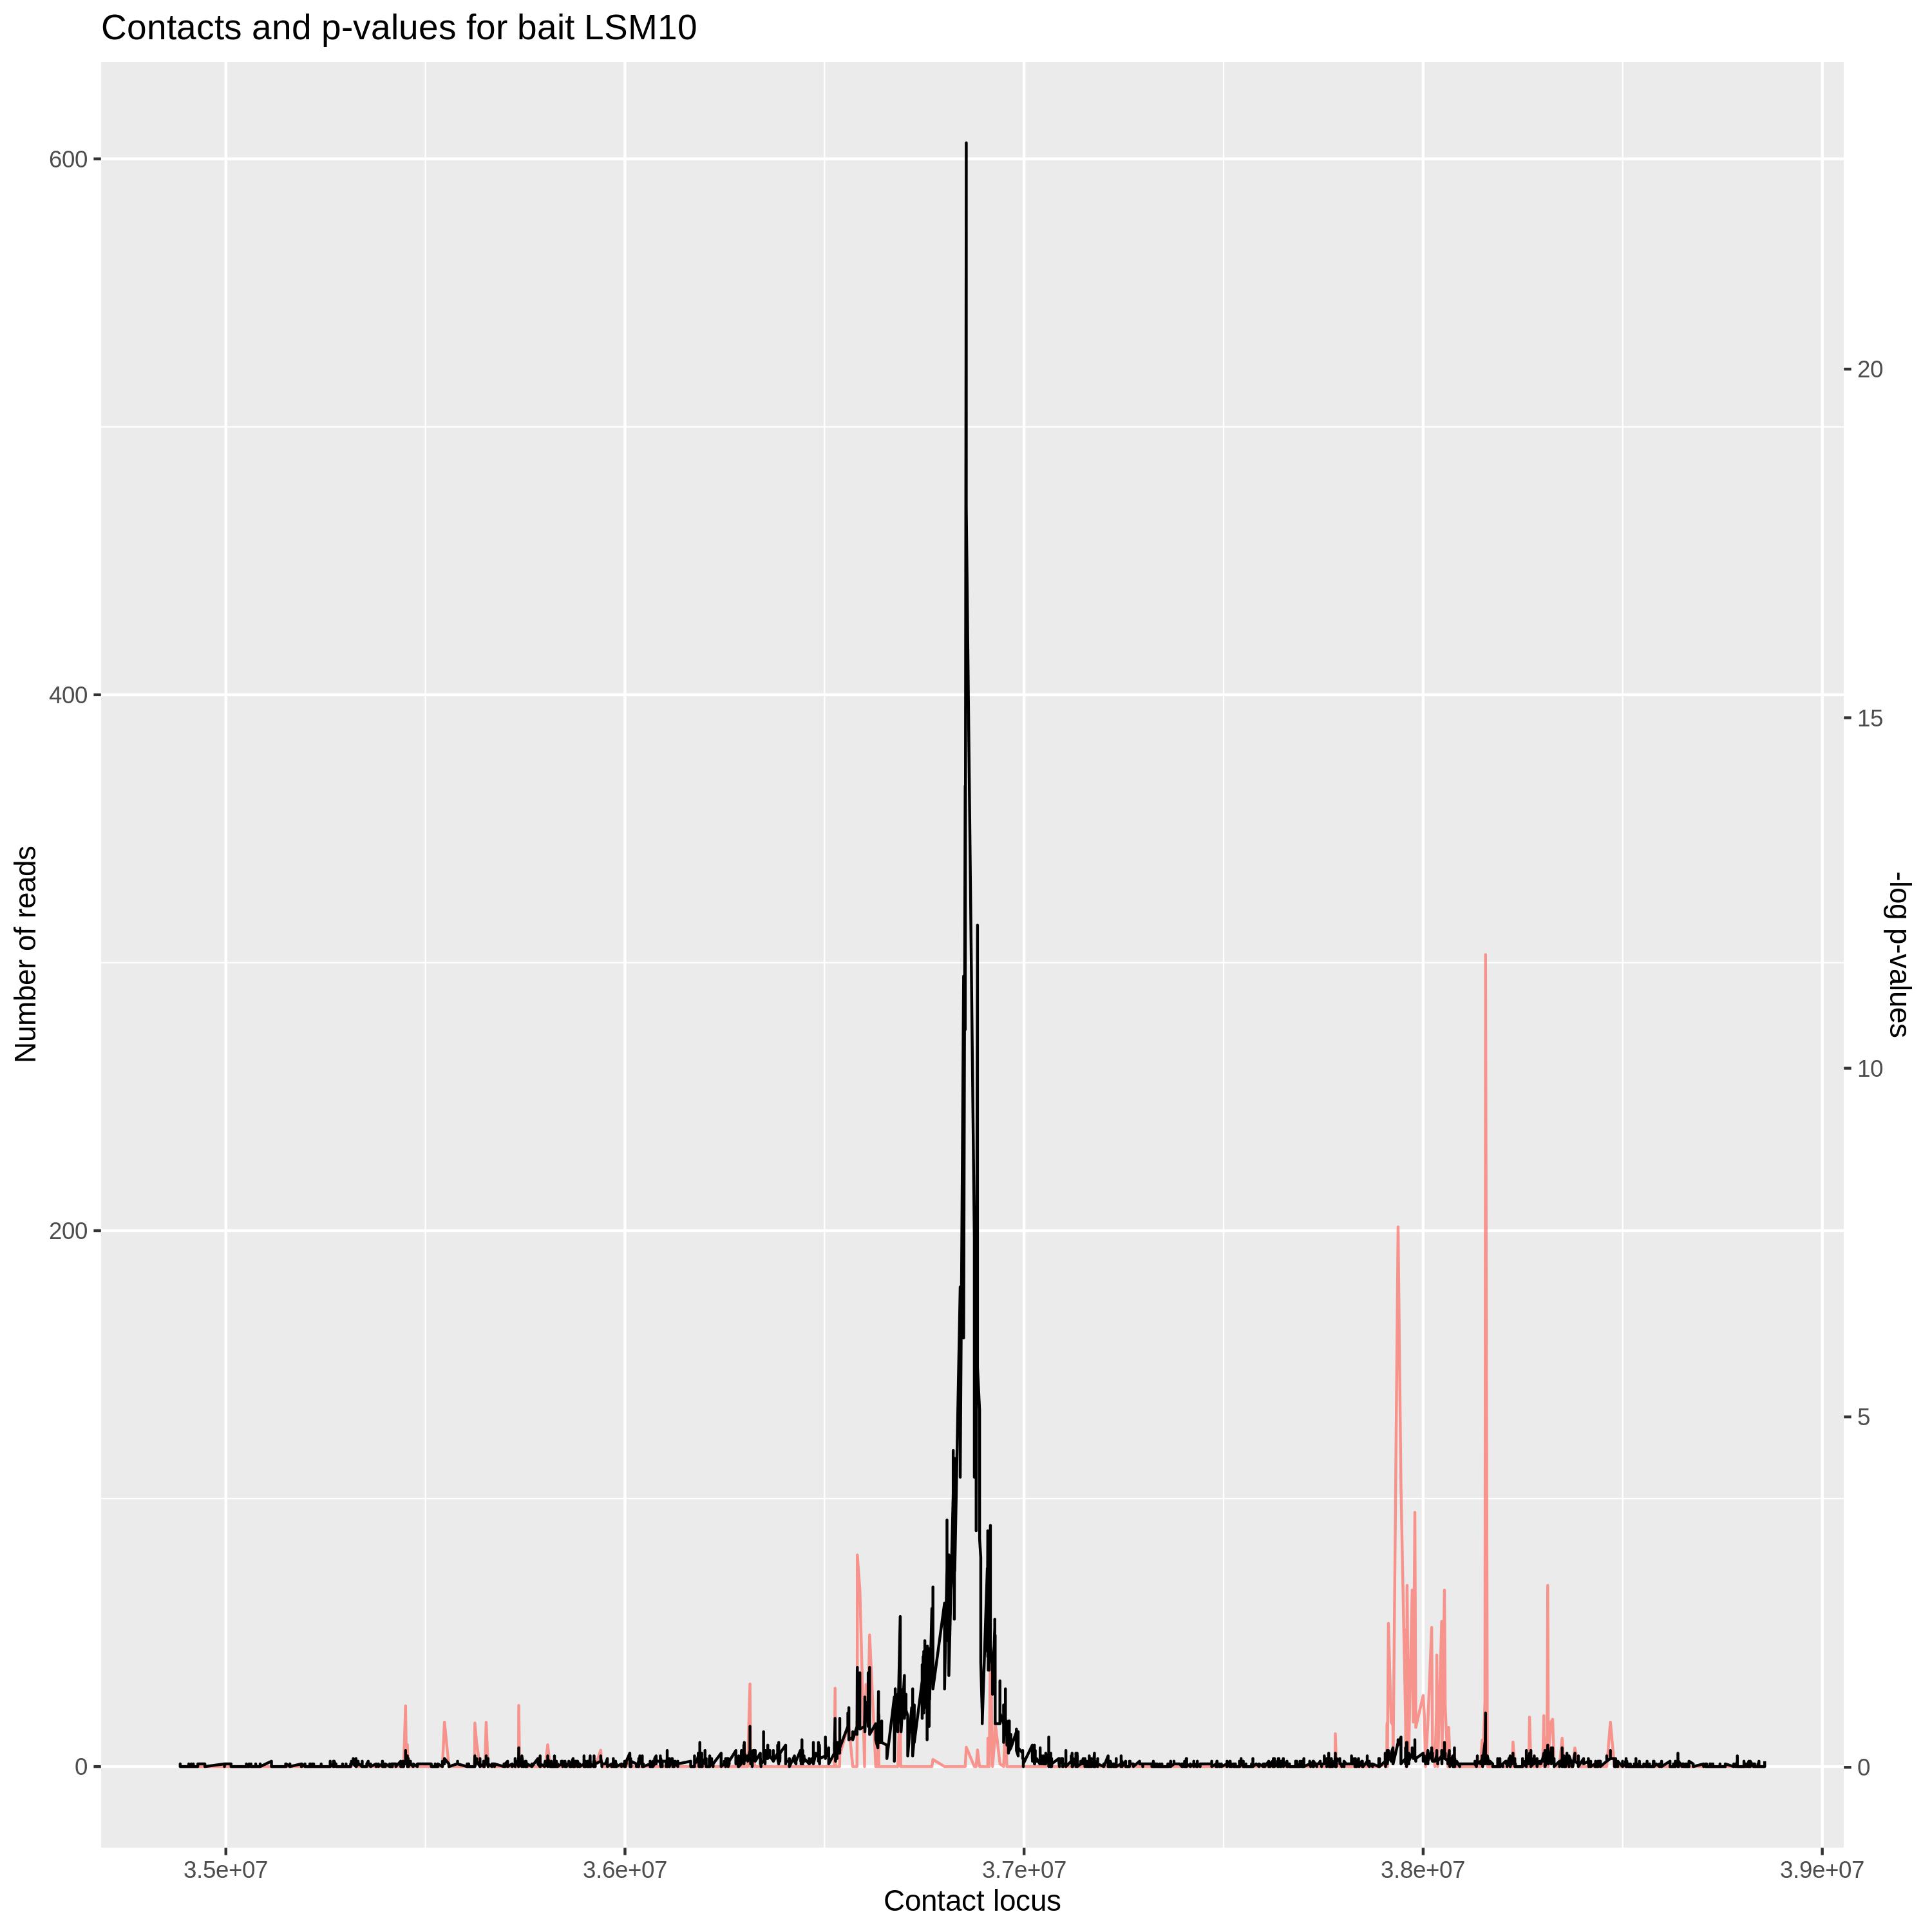 Contacts and p-values for bait LSM10
600
400
200
0
20
15
10
5
0
Number of reads
-log p-values
3.5e+07
3.6e+07
3.7e+07
3.8e+07
3.9e+07
Contact locus